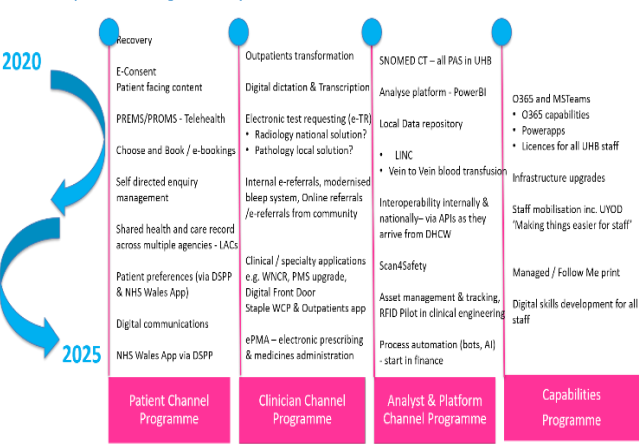 2020
2025
Recovery
E-Consent
Patient facing content
PREMS/PROMS - Telehealth
Choose and Book / e-bookings
Self directed enquiry
management
Shared health and care record
across multiple agencies - LACs
Patient preferences (via DSPP
& NHS Wales App)
Digital communications
NHS Wales App via DSPP
Patient Channel
Programme
Outpatients transformation
Digital dictation & Transcription
Electronic test requesting (e-TR)
• Radiology national solution?
• Pathology local solution?
Internal e-referrals, modernised
bleep system, Online referrals
/e-referrals from community
Clinical / specialty applications
e.g. WNCR, PMS upgrade,
Digital Front Door
Staple WCP & Outpatients app
ePMA – electronic prescribing
& medicines administration
Clinician Channel
Programme
SNOMED CT – all PAS in UHB
Analyse platform - PowerBI
Local Data repository
• LINC
• Vein to Vein blood transfusion
Interoperability internally &
nationally– via APIs as they
arrive from DHCW
Scan4Safety
Asset management & tracking,
RFID Pilot in clinical engineering
Process automation (bots, AI)
- start in finance
Analyst & Platform
Channel Programme
O365 and MSTeams
• O365 capabilities
• Powerapps
• Licences for all UHB staff
Infrastructure upgrades
Staff mobilisation inc. UYOD
‘Making things easier for staff’
Managed / Follow Me print
Digital skills development for all
staff
Capabilities
Programme